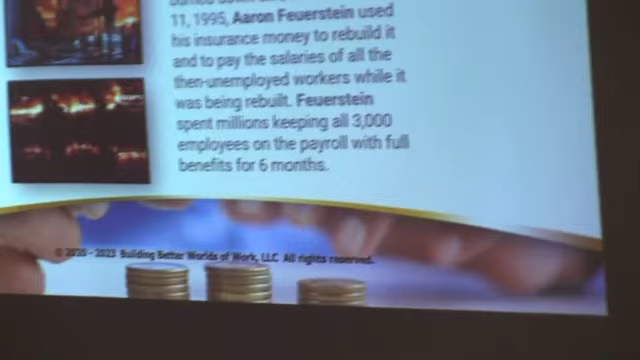 11, 1995, Aaron Feuerstein used
his insurance money to rebuild it
and to pay the salaries of all the
then-unemployed workers while it
was being rebuilt. Feuerstein
spent millions keeping all 3,000
employees on the payroll with full
benefits for 6 months.
© 2020 - 2023 Building Better Worlds of Work, LLC All rights reserved.